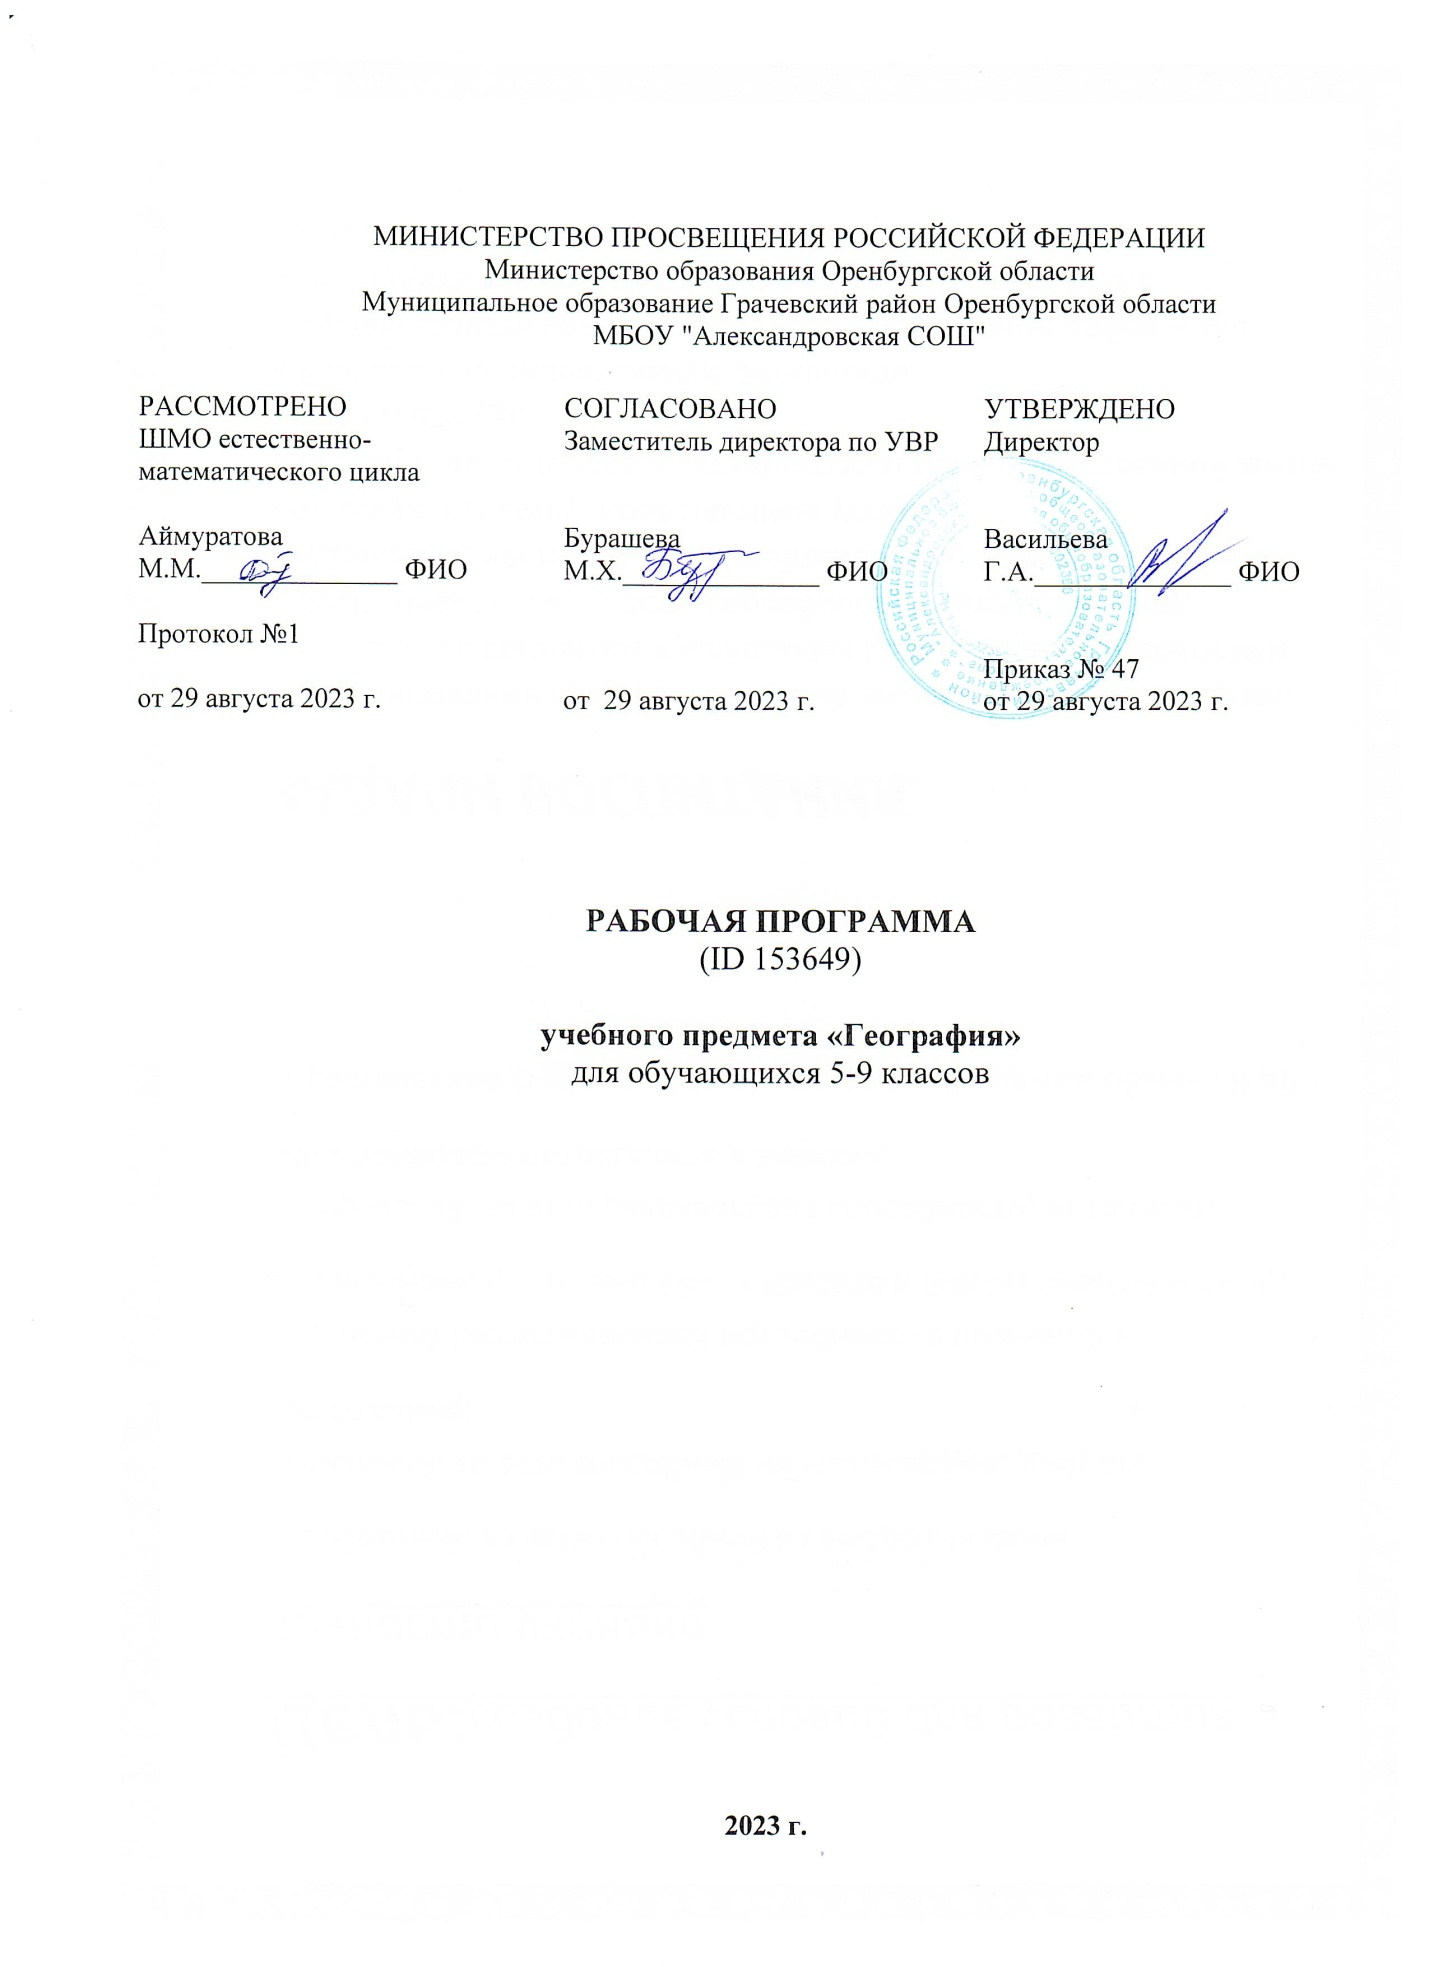 МИНИСТЕРСТВО ПРОСВЕЩЕНИЯ РОССИЙСКОЙ ФЕДЕРАЦИИ
Министерство образования Оренбургской области
Муниципальное образование Грачевский район Оренбургской области
МБОУ "Александровская СОШ"
РАССМОТРЕНО
ШМО естественно-
математического цикла
Аймуратова
М.М.______________ ФИО
Протокол №1
от 29 августа 2023 г.
СОГЛАСОВАНО
Заместитель директора по УВР
Бурашева
М.Х.______________ ФИО
от  29 августа 2023 г.
УТВЕРЖДЕНО
Директор
Васильева
Г.А.______________ ФИО
Приказ № 47
от 29 августа 2023 г.
РАБОЧАЯ ПРОГРАММА
(ID 153649)
учебного предмета «География»
для обучающихся 5-9 классов
2023 г.